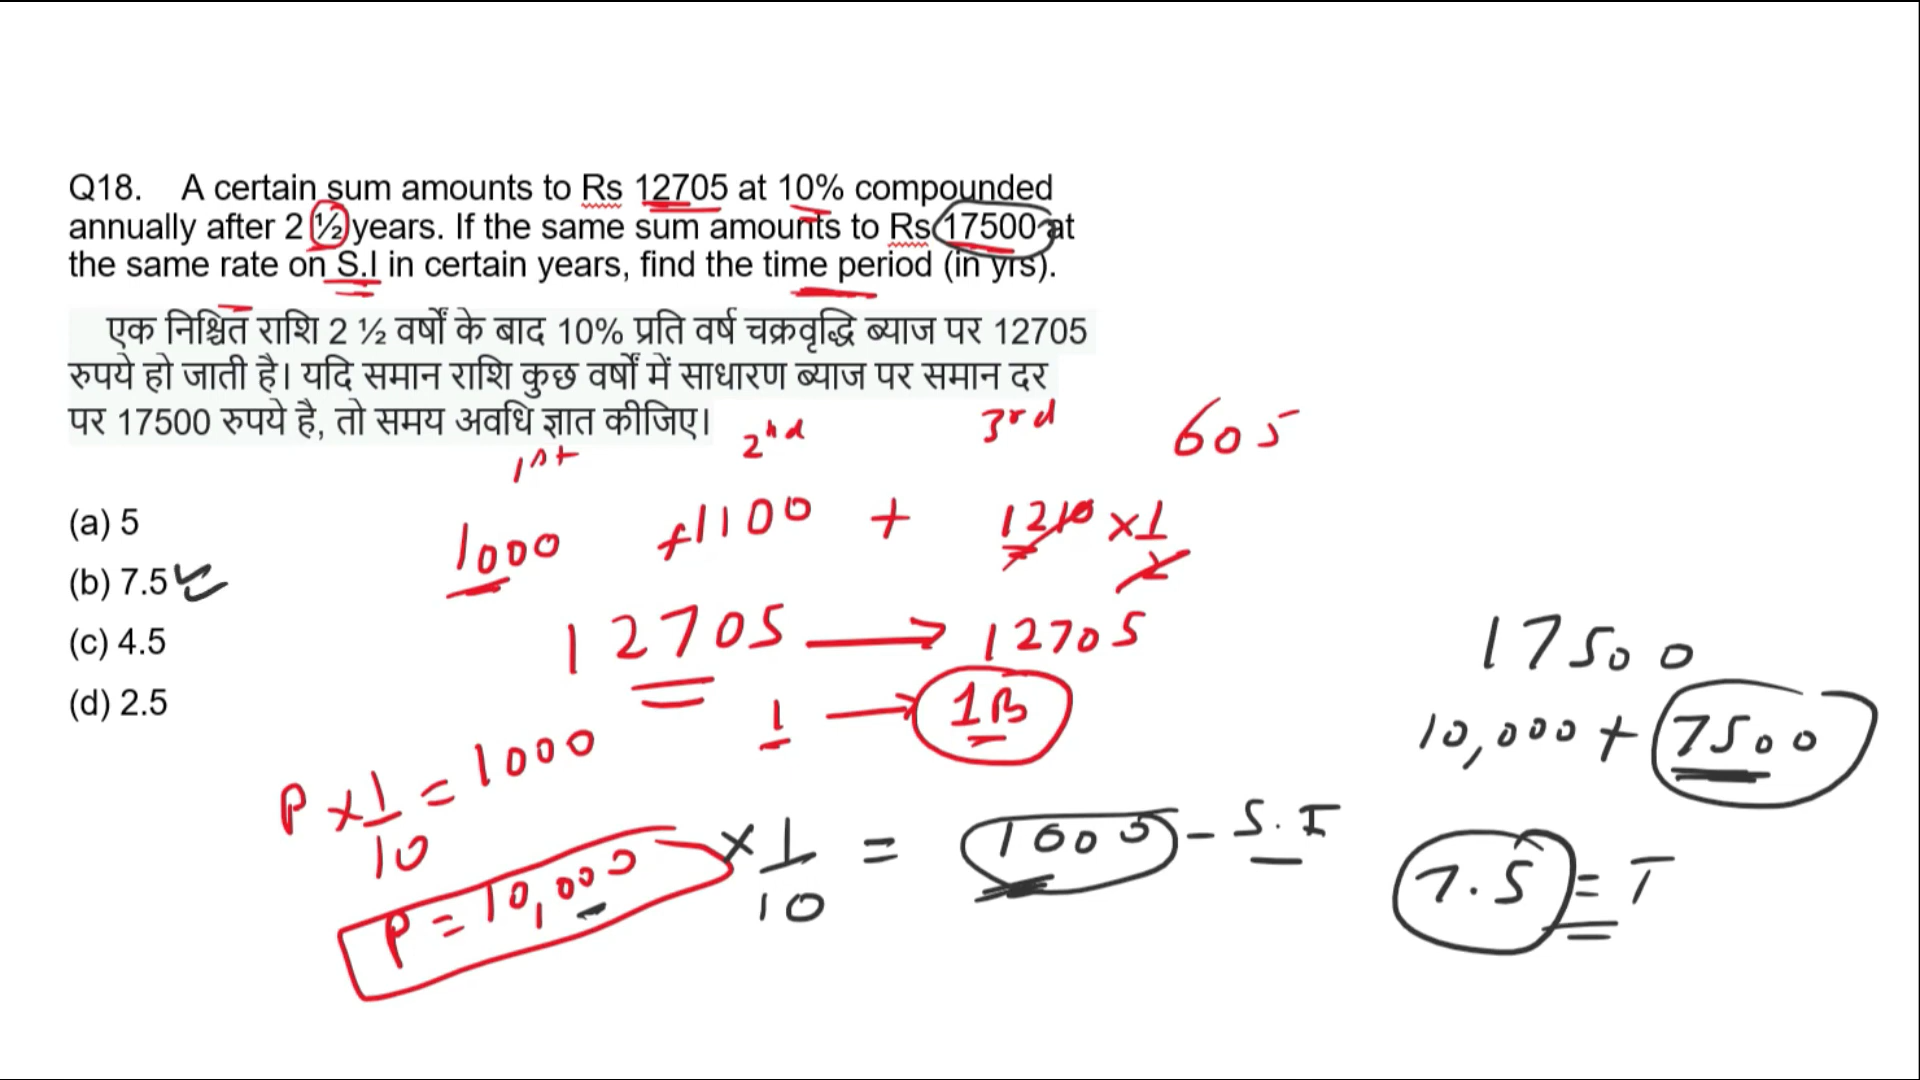 Q18. A certain sum amounts to Rs 12705 at 10% compounded
annually after 2 ½ years. If the same sum amounts to Rs 17500 at
the same rate on S.I in certain years, find the time period (in yrs).
एक निश्चित राशि 2 ½ वर्षों के बाद 10% प्रति वर्ष चक्रवृद्धि ब्याज पर 12705
रुपये हो जाती है। यदि समान राशि कुछ वर्षों में साधारण ब्याज पर समान दर
पर 17500 रुपये है, तो समय अवधि ज्ञात कीजिए।
1st 2nd 3rd 605
(a) 5
1000 +1100 + 1210 x 1/2
(b) 7.5
(c) 4.5
12705 → 12705
17500
(d) 2.5
1 → 1B
10,000 + 7500
P x 1/10 = 1000
P = 10,000 x 1/10 = 1000 - S.I
7.5 = T